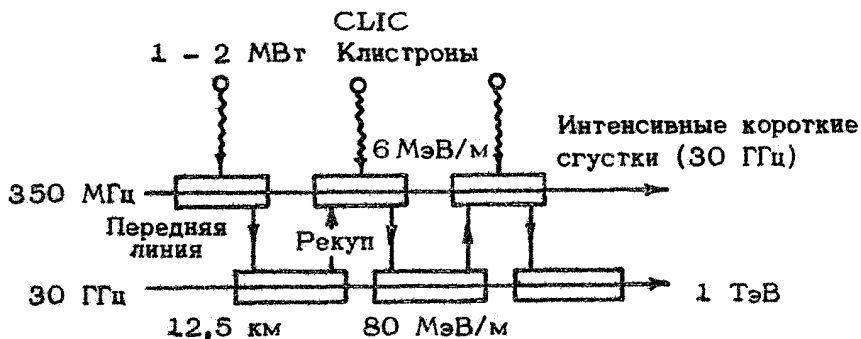 CLIC
1 - 2 МВт Клистроны
6 МэВ/м
Интенсивные короткие
сгустки (30 ГГц)
350 МГц
Передняя
линия
Рекуп
30 ГГц
1 ТэВ
12,5 км
80 МэВ/м